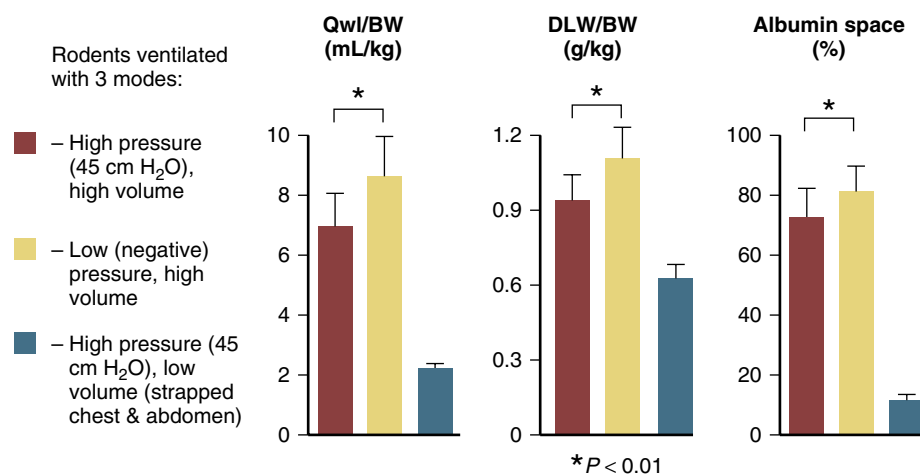 Rodents ventilated
with 3 modes:
– High pressure
(45 cm H₂O),
high volume
– Low (negative)
pressure, high
volume
– High pressure (45
cm H₂O), low
volume (strapped
chest & abdomen)
Qwl/BW
(mL/kg)
*
10
8
6
4
2
0
DLW/BW
(g/kg)
*
1.2
0.9
0.6
0.3
0
Albumin space
(%)
*
100
80
60
40
20
0
*P < 0.01